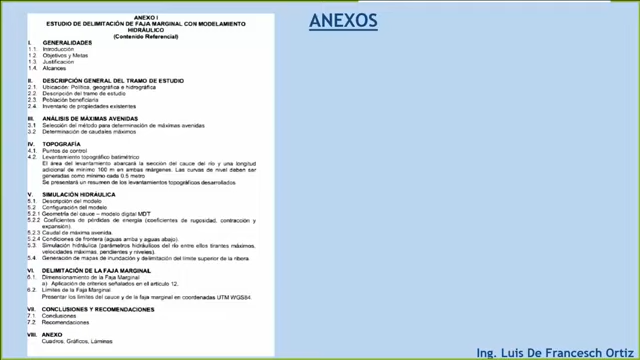 ANEXO I
ESTUDIO DE DELIMITACIÓN DE FAJA MARGINAL CON MODELAMIENTO
HIDRÁULICO
(Contenido Referencial)
I. GENERALIDADES
1.1. Introducción
1.2. Objetivos y Metas
1.3. Justificación
1.4. Alcances
II. DESCRIPCIÓN GENERAL DEL TRAMO DE ESTUDIO
2.1. Ubicación: Política, geográfica e hidrográfica
2.2. Descripción del tramo de estudio
2.3. Población beneficiaria
2.4. Inventario de propiedades existentes
III. ANÁLISIS DE MÁXIMAS AVENIDAS
3.1 Selección del método para determinación de máximas avenidas
3.2 Determinación de caudales máximos
IV. TOPOGRAFÍA
4.1. Puntos de control
4.2. Levantamiento topográfico batimétrico
El área del levantamiento abarcará la sección del cauce del río y una longitud
adicional de mínimo 100 m en ambas márgenes. Las curvas de nivel deben ser
generadas como mínimo cada 0.5 metro
Se presentará un resumen de los levantamientos topográficos desarrollados
V. SIMULACIÓN HIDRÁULICA
5.1. Descripción del modelo
5.2. Configuración del modelo
5.2.1 Geometría del cauce – modelo digital MDT
5.2.2 Coeficientes de pérdidas de energía (coeficientes de rugosidad, contracción y
expansión).
5.2.3 Caudal de máxima avenida.
5.2.4 Condiciones de frontera (aguas arriba y aguas abajo).
5.3. Simulación hidráulica (parámetros hidráulicos del río entre ellos tirantes máximos,
velocidades máximas, pendientes y niveles).
5.4. Generación de mapas de inundación y delimitación del límite superior de la ribera
VI. DELIMITACIÓN DE LA FAJA MARGINAL
6.1. Dimensionamiento de la Faja Marginal
a) Aplicación de criterios señalados en el artículo 12.
6.2. Límites de la Faja Marginal.
Presentar los límites del cauce y de la faja marginal en coordenadas UTM WGS84.
VII. CONCLUSIONES Y RECOMENDACIONES
7.1. Conclusiones
7.2. Recomendaciones
VIII. ANEXO
Cuadros, Gráficos, Láminas
ANEXOS
Ing. Luis De Francesch Ortiz